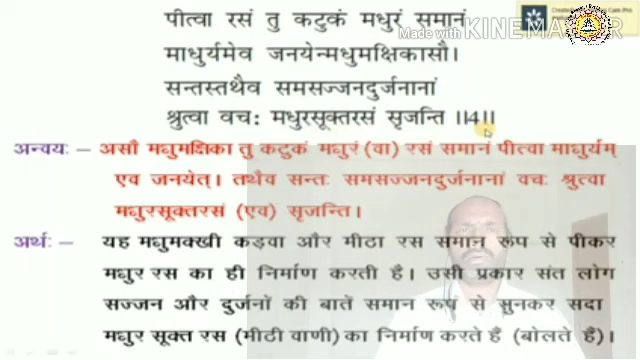 पीत्वा रसं तु कटुकं मधुरं समानं
माधुर्यमेव जनयेन्मधुमक्षिकासौ।
सन्तस्तथैव समसज्जनदुर्जनानां
श्रुत्वा वचः मधुरसूक्तरसं सृजन्ति ।।4।।
अन्वयः – असौ मधुमक्षिका तु कटुकं मधुरं (वा) रसं समानं पीत्वा माधुर्यम्
एव जनयेत्। तथैव सन्तः समसज्जनदुर्जनानां वचः श्रुत्वा
मधुरसूक्तरसं (एव) सृजन्ति।
अर्थः – यह मधुमक्खी कड़वा और मीठा रस समान रूप से पीकर
मधुर रस का ही निर्माण करती है। उसी प्रकार संत लोग
सज्जन और दुर्जनों की बातें समान रूप से सुनकर सदा
मधुर सूक्त रस (मीटी वाणी) का निर्माण करते हैं (बोलते हैं)।
Made with KINEMASTER